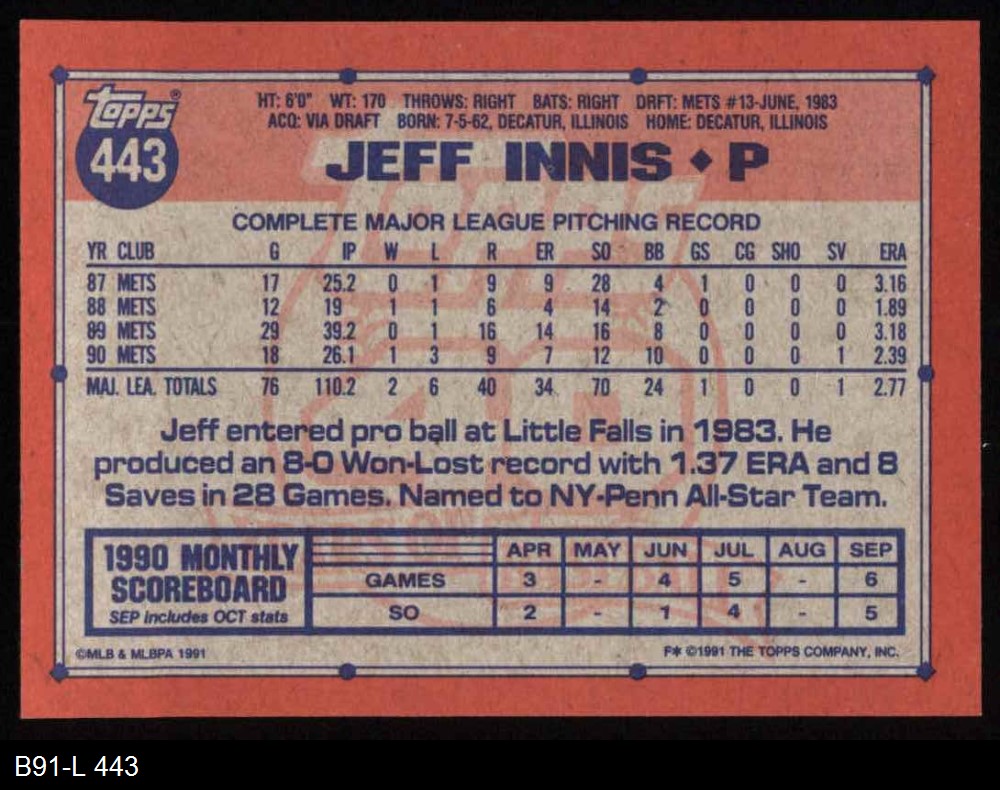 Topps®
443
HT: 6'0" WT: 170 THROWS: RIGHT BATS: RIGHT DRFT: METS #13-JUNE, 1983
ACQ: VIA DRAFT BORN: 7-5-62, DECATUR, ILLINOIS HOME: DECATUR, ILLINOIS
JEFF INNIS ◆ P
COMPLETE MAJOR LEAGUE PITCHING RECORD
YR CLUB G IP W L R ER SO BB GS CG SHO SV ERA
87 METS 17 25.2 0 1 9 9 28 4 1 0 0 0 3.16
88 METS 12 19 1 1 6 4 14 2 0 0 0 0 1.89
89 METS 29 39.2 0 1 16 14 16 8 0 0 0 0 3.18
90 METS 18 26.1 1 3 9 7 12 10 0 0 0 1 2.39
MAJ. LEA. TOTALS 76 110.2 2 6 40 34 70 24 1 0 0 1 2.77
Jeff entered pro ball at Little Falls in 1983. He
produced an 8-0 Won-Lost record with 1.37 ERA and 8
Saves in 28 Games. Named to NY-Penn All-Star Team.
1990 MONTHLY
SCOREBOARD
SEP includes OCT stats
APR MAY JUN JUL AUG SEP
GAMES 3 - 4 5 - 6
SO 2 - 1 4 - 5
©MLB & MLBPA 1991 F* ©1991 THE TOPPS COMPANY, INC.
B91-L 443